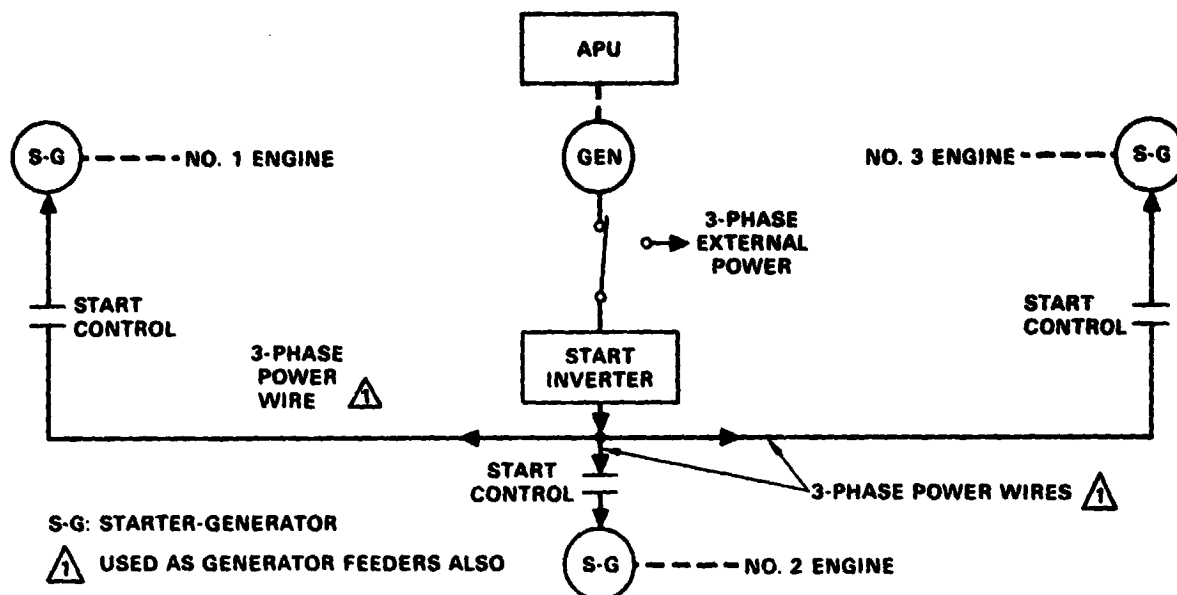 APU
S-G
NO. 1 ENGINE
GEN
NO. 3 ENGINE
S-G
3-PHASE
EXTERNAL
POWER
START
CONTROL
START
CONTROL
3-PHASE
POWER
WIRE 1
START
INVERTER
START
CONTROL
3-PHASE POWER WIRES 1
S-G: STARTER-GENERATOR
1 USED AS GENERATOR FEEDERS ALSO
S-G
NO. 2 ENGINE